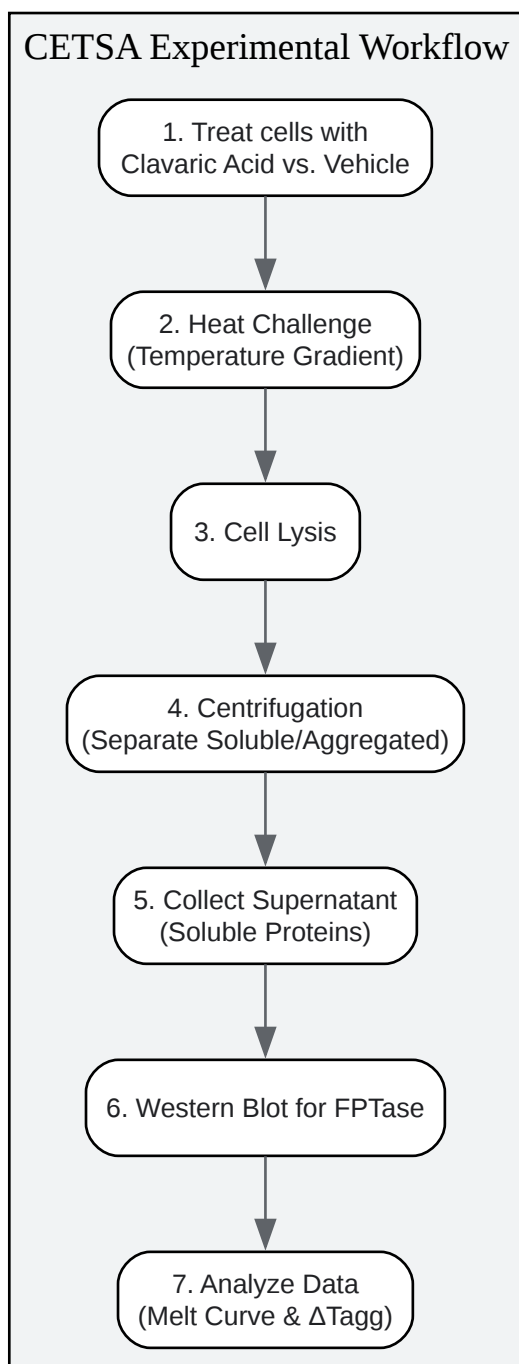 CETSA Experimental Workflow
1. Treat cells with
Clavaric Acid vs. Vehicle
2. Heat Challenge
(Temperature Gradient)
3. Cell Lysis
4. Centrifugation
(Separate Soluble/Aggregated)
5. Collect Supernatant
(Soluble Proteins)
6. Western Blot for FPTase
7. Analyze Data
(Melt Curve & ΔTagg)